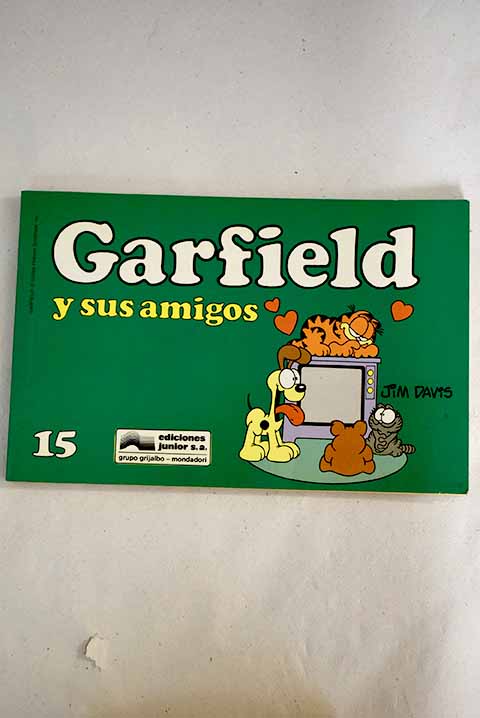 Garfield
y sus amigos
JIM DAVIS
15
ediciones
junior s.a.
grupo grijalbo – mondadori